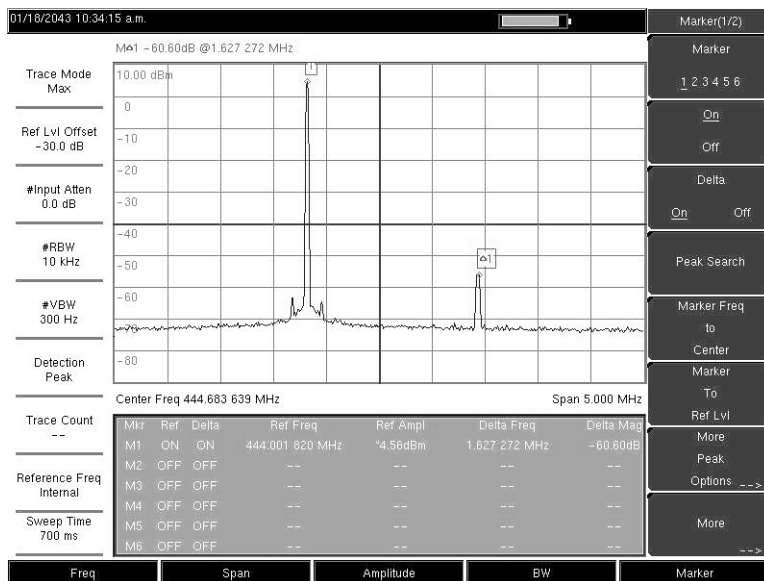 01/18/2043 10:34:15 a.m.
Marker(1/2)
MΔ1 -60.60dB @1.627 272 MHz
Trace Mode
Max
Ref Lvl Offset
-30.0 dB
#Input Atten
0.0 dB
#RBW
10 kHz
#VBW
300 Hz
Detection
Peak
Trace Count
--
Reference Freq
Internal
Sweep Time
700 ms
10.00 dBm
0
-10
-20
-30
-40
-50
-60
-70
-80
1
Δ1
Center Freq 444.683 639 MHz
Span 5.000 MHz
Mkr Ref Delta Ref Freq Ref Ampl Delta Freq Delta Mag
M1 ON ON 444.001 820 MHz *4.56dBm 1.627 272 MHz -60.60dB
M2 OFF OFF -- -- -- --
M3 OFF OFF -- -- -- --
M4 OFF OFF -- -- -- --
M5 OFF OFF -- -- -- --
M6 OFF OFF -- -- -- --
Marker
1 2 3 4 5 6
On
Off
Delta
On Off
Peak Search
Marker Freq
to
Center
Marker
To
Ref Lvl
More
Peak
Options -->
More
-->
Freq
Span
Amplitude
BW
Marker